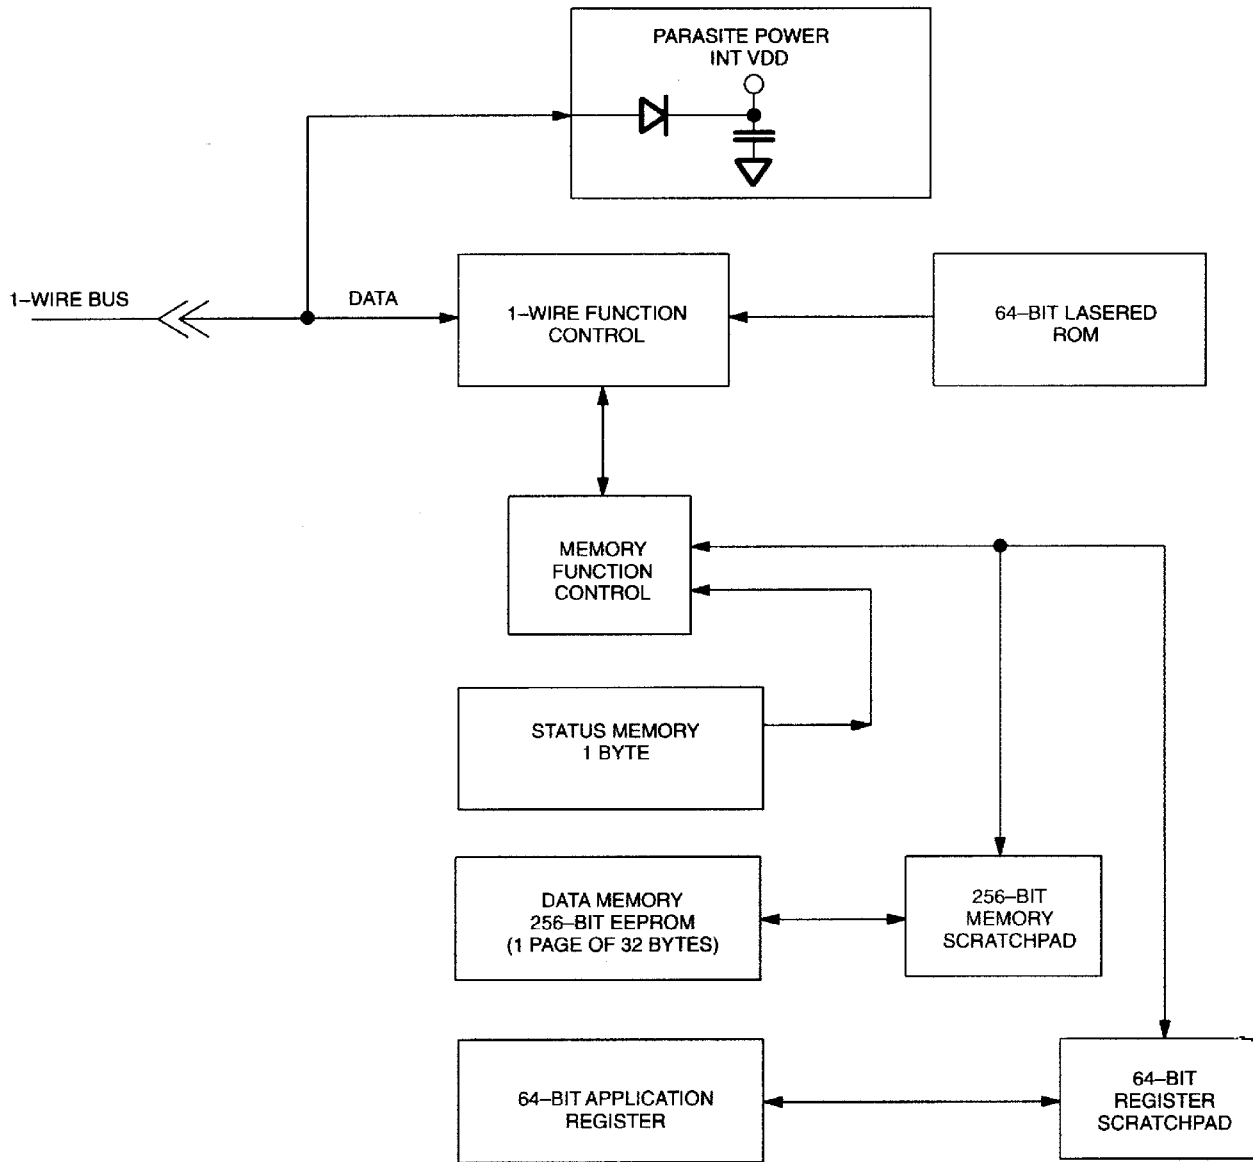 PARASITE POWER
INT VDD
1–WIRE BUS
DATA
1–WIRE FUNCTION
CONTROL
64–BIT LASERED
ROM
MEMORY
FUNCTION
CONTROL
STATUS MEMORY
1 BYTE
DATA MEMORY
256–BIT EEPROM
(1 PAGE OF 32 BYTES)
256–BIT
MEMORY
SCRATCHPAD
64–BIT APPLICATION
REGISTER
64–BIT
REGISTER
SCRATCHPAD